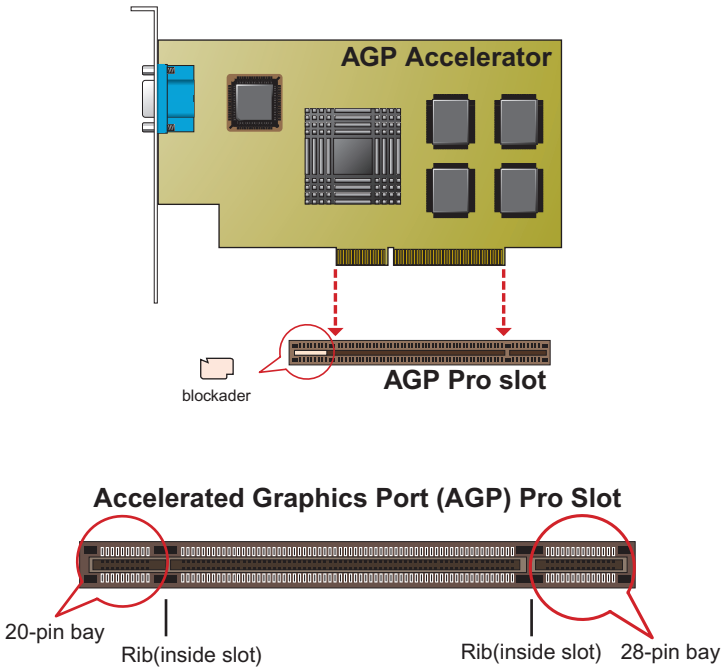 AGP Accelerator
AGP Pro slot
blockader
Accelerated Graphics Port (AGP) Pro Slot
20-pin bay
Rib(inside slot)
Rib(inside slot)
28-pin bay